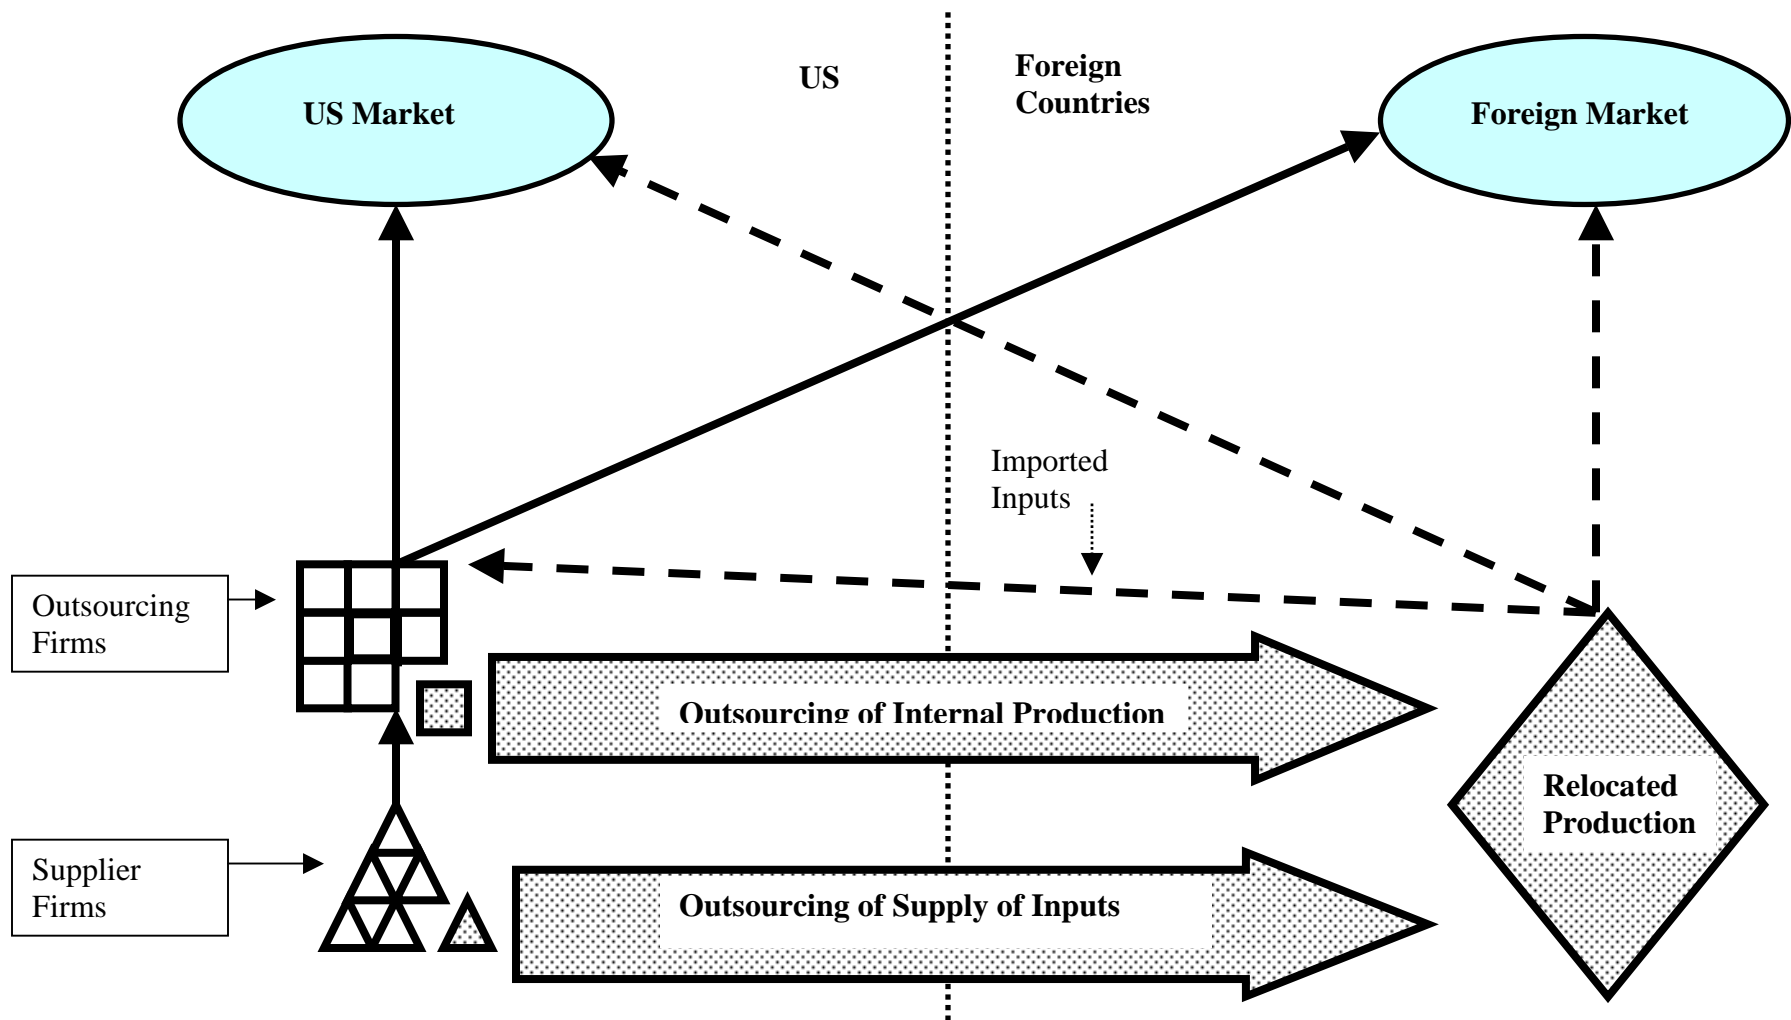 US
Foreign
Countries
US Market
Foreign Market
Imported
Inputs
Outsourcing
Firms
Outsourcing of Internal Production
Relocated
Production
Supplier
Firms
Outsourcing of Supply of Inputs